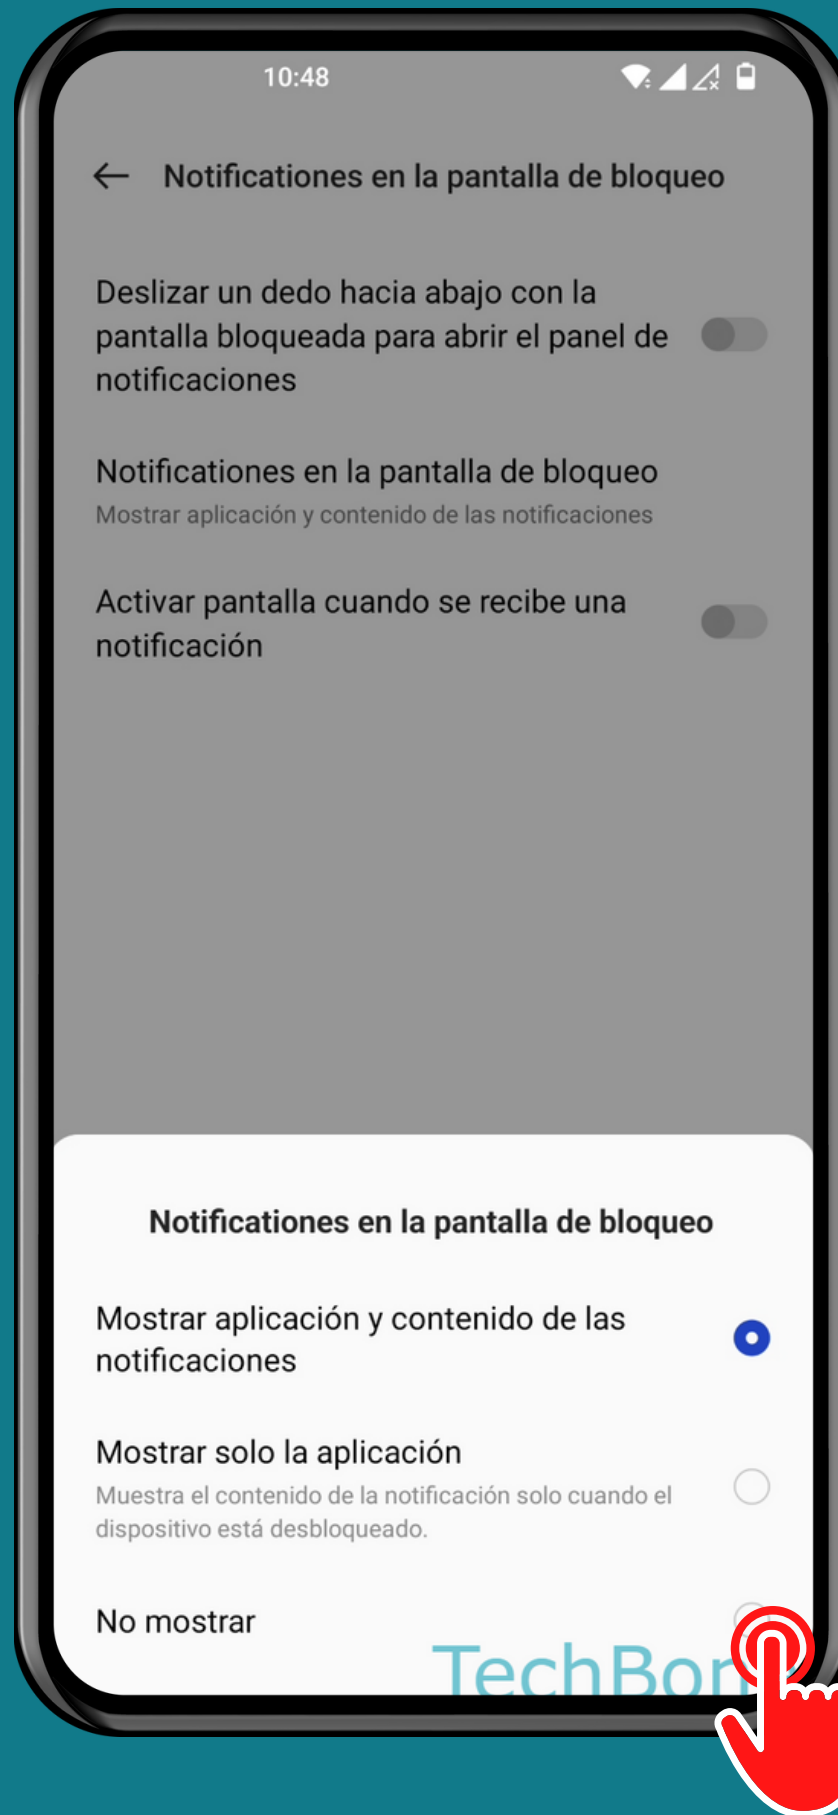 10:48
Notificationes en la pantalla de bloqueo
Deslizar un dedo hacia abajo con la
pantalla bloqueada para abrir el panel de
notificaciones
Notificationes en la pantalla de bloqueo
Mostrar aplicación y contenido de las notificaciones
Activar pantalla cuando se recibe una
notificación
Notificationes en la pantalla de bloqueo
Mostrar aplicación y contenido de las
notificaciones
Mostrar solo la aplicación
Muestra el contenido de la notificación solo cuando el
dispositivo está desbloqueado.
No mostrar